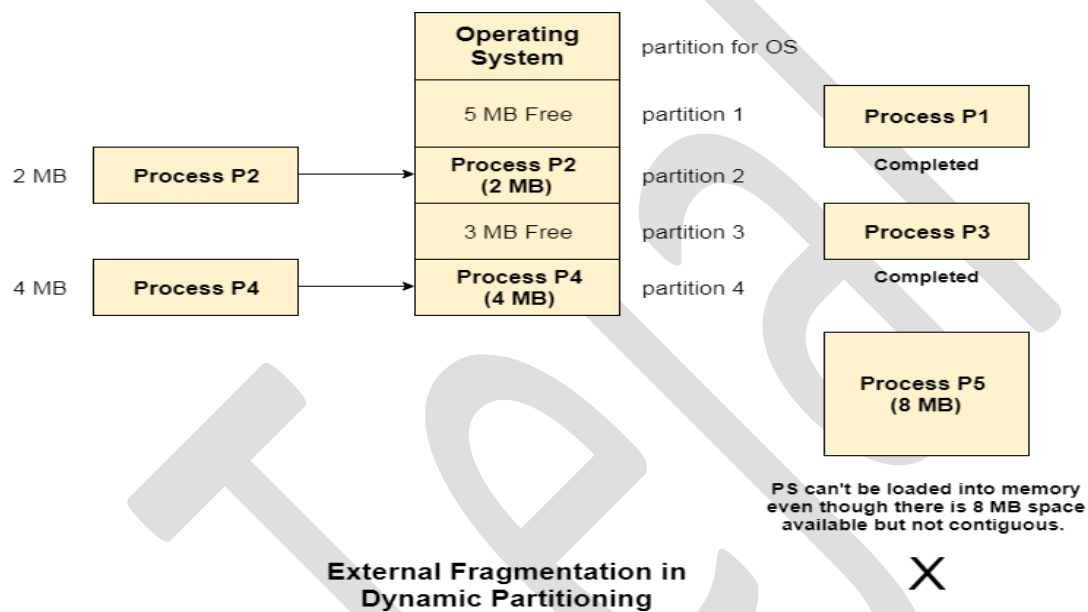 Operating
System
partition for OS
5 MB Free
partition 1
Process P1
Completed
2 MB
Process P2
Process P2
(2 MB)
partition 2
3 MB Free
partition 3
Process P3
Completed
4 MB
Process P4
Process P4
(4 MB)
partition 4
Process P5
(8 MB)
PS can't be loaded into memory
even though there is 8 MB space
available but not contiguous.
X
External Fragmentation in
Dynamic Partitioning